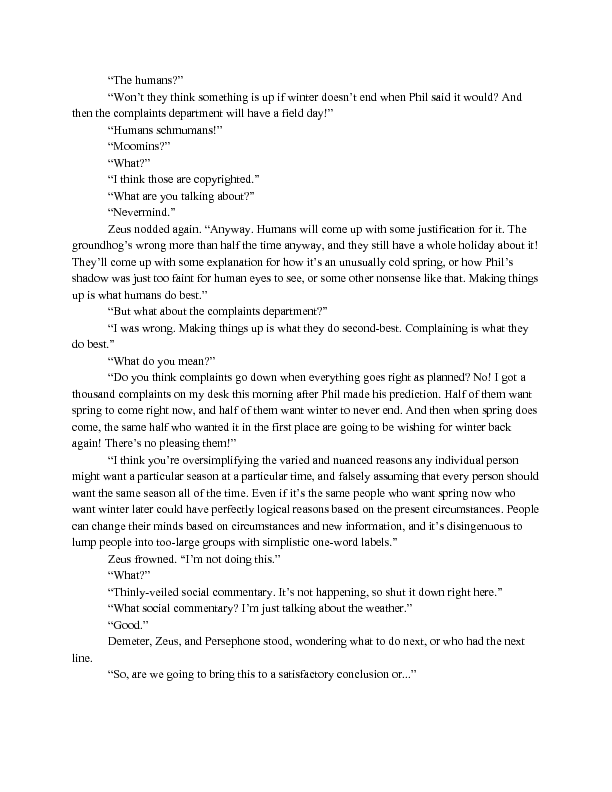 “The humans?”
“Won’t they think something is up if winter doesn’t end when Phil said it would? And
then the complaints department will have a field day!”
“Humans schmumans!”
“Moomins?”
“What?”
“I think those are copyrighted.”
“What are you talking about?”
“Nevermind.”
Zeus nodded again. “Anyway. Humans will come up with some justification for it. The
groundhog’s wrong more than half the time anyway, and they still have a whole holiday about it!
They’ll come up with some explanation for how it’s an unusually cold spring, or how Phil’s
shadow was just too faint for human eyes to see, or some other nonsense like that. Making things
up is what humans do best.”
“But what about the complaints department?”
“I was wrong. Making things up is what they do second-best. Complaining is what they
do best.”
“What do you mean?”
“Do you think complaints go down when everything goes right as planned? No! I got a
thousand complaints on my desk this morning after Phil made his prediction. Half of them want
spring to come right now, and half of them want winter to never end. And then when spring does
come, the same half who wanted it in the first place are going to be wishing for winter back
again! There’s no pleasing them!”
“I think you’re oversimplifying the varied and nuanced reasons any individual person
might want a particular season at a particular time, and falsely assuming that every person should
want the same season all of the time. Even if it’s the same people who want spring now who
want winter later could have perfectly logical reasons based on the present circumstances. People
can change their minds based on circumstances and new information, and it’s disingenuous to
lump people into too-large groups with simplistic one-word labels.”
Zeus frowned. “I’m not doing this.”
“What?”
“Thinly-veiled social commentary. It’s not happening, so shut it down right here.”
“What social commentary? I’m just talking about the weather.”
“Good.”
Demeter, Zeus, and Persephone stood, wondering what to do next, or who had the next
line.
“So, are we going to bring this to a satisfactory conclusion or...”